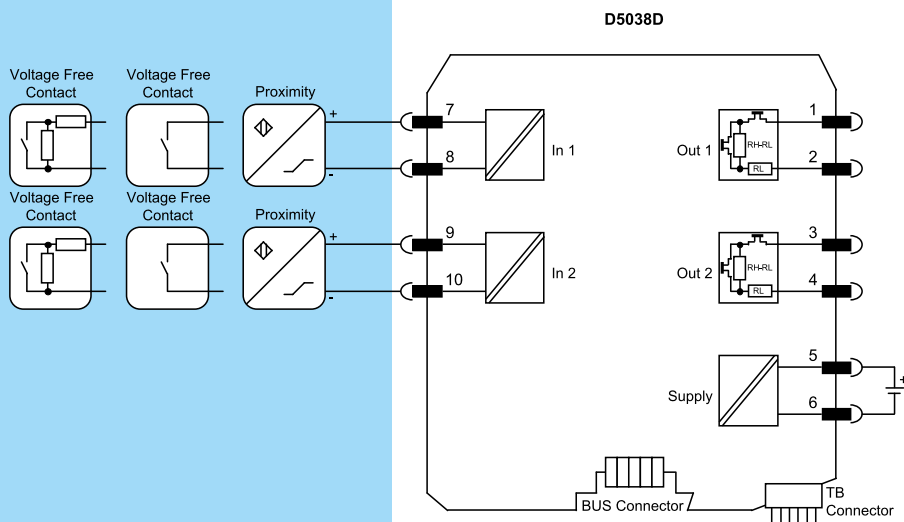 D5038D
Voltage Free
Contact
Voltage Free
Contact
Proximity
+
-
7
8
In 1
Out 1
RH-RL
RL
1
2
Voltage Free
Contact
Voltage Free
Contact
Proximity
+
-
9
10
In 2
Out 2
RH-RL
RL
3
4
Supply
5
6
+
BUS Connector
TB
Connector